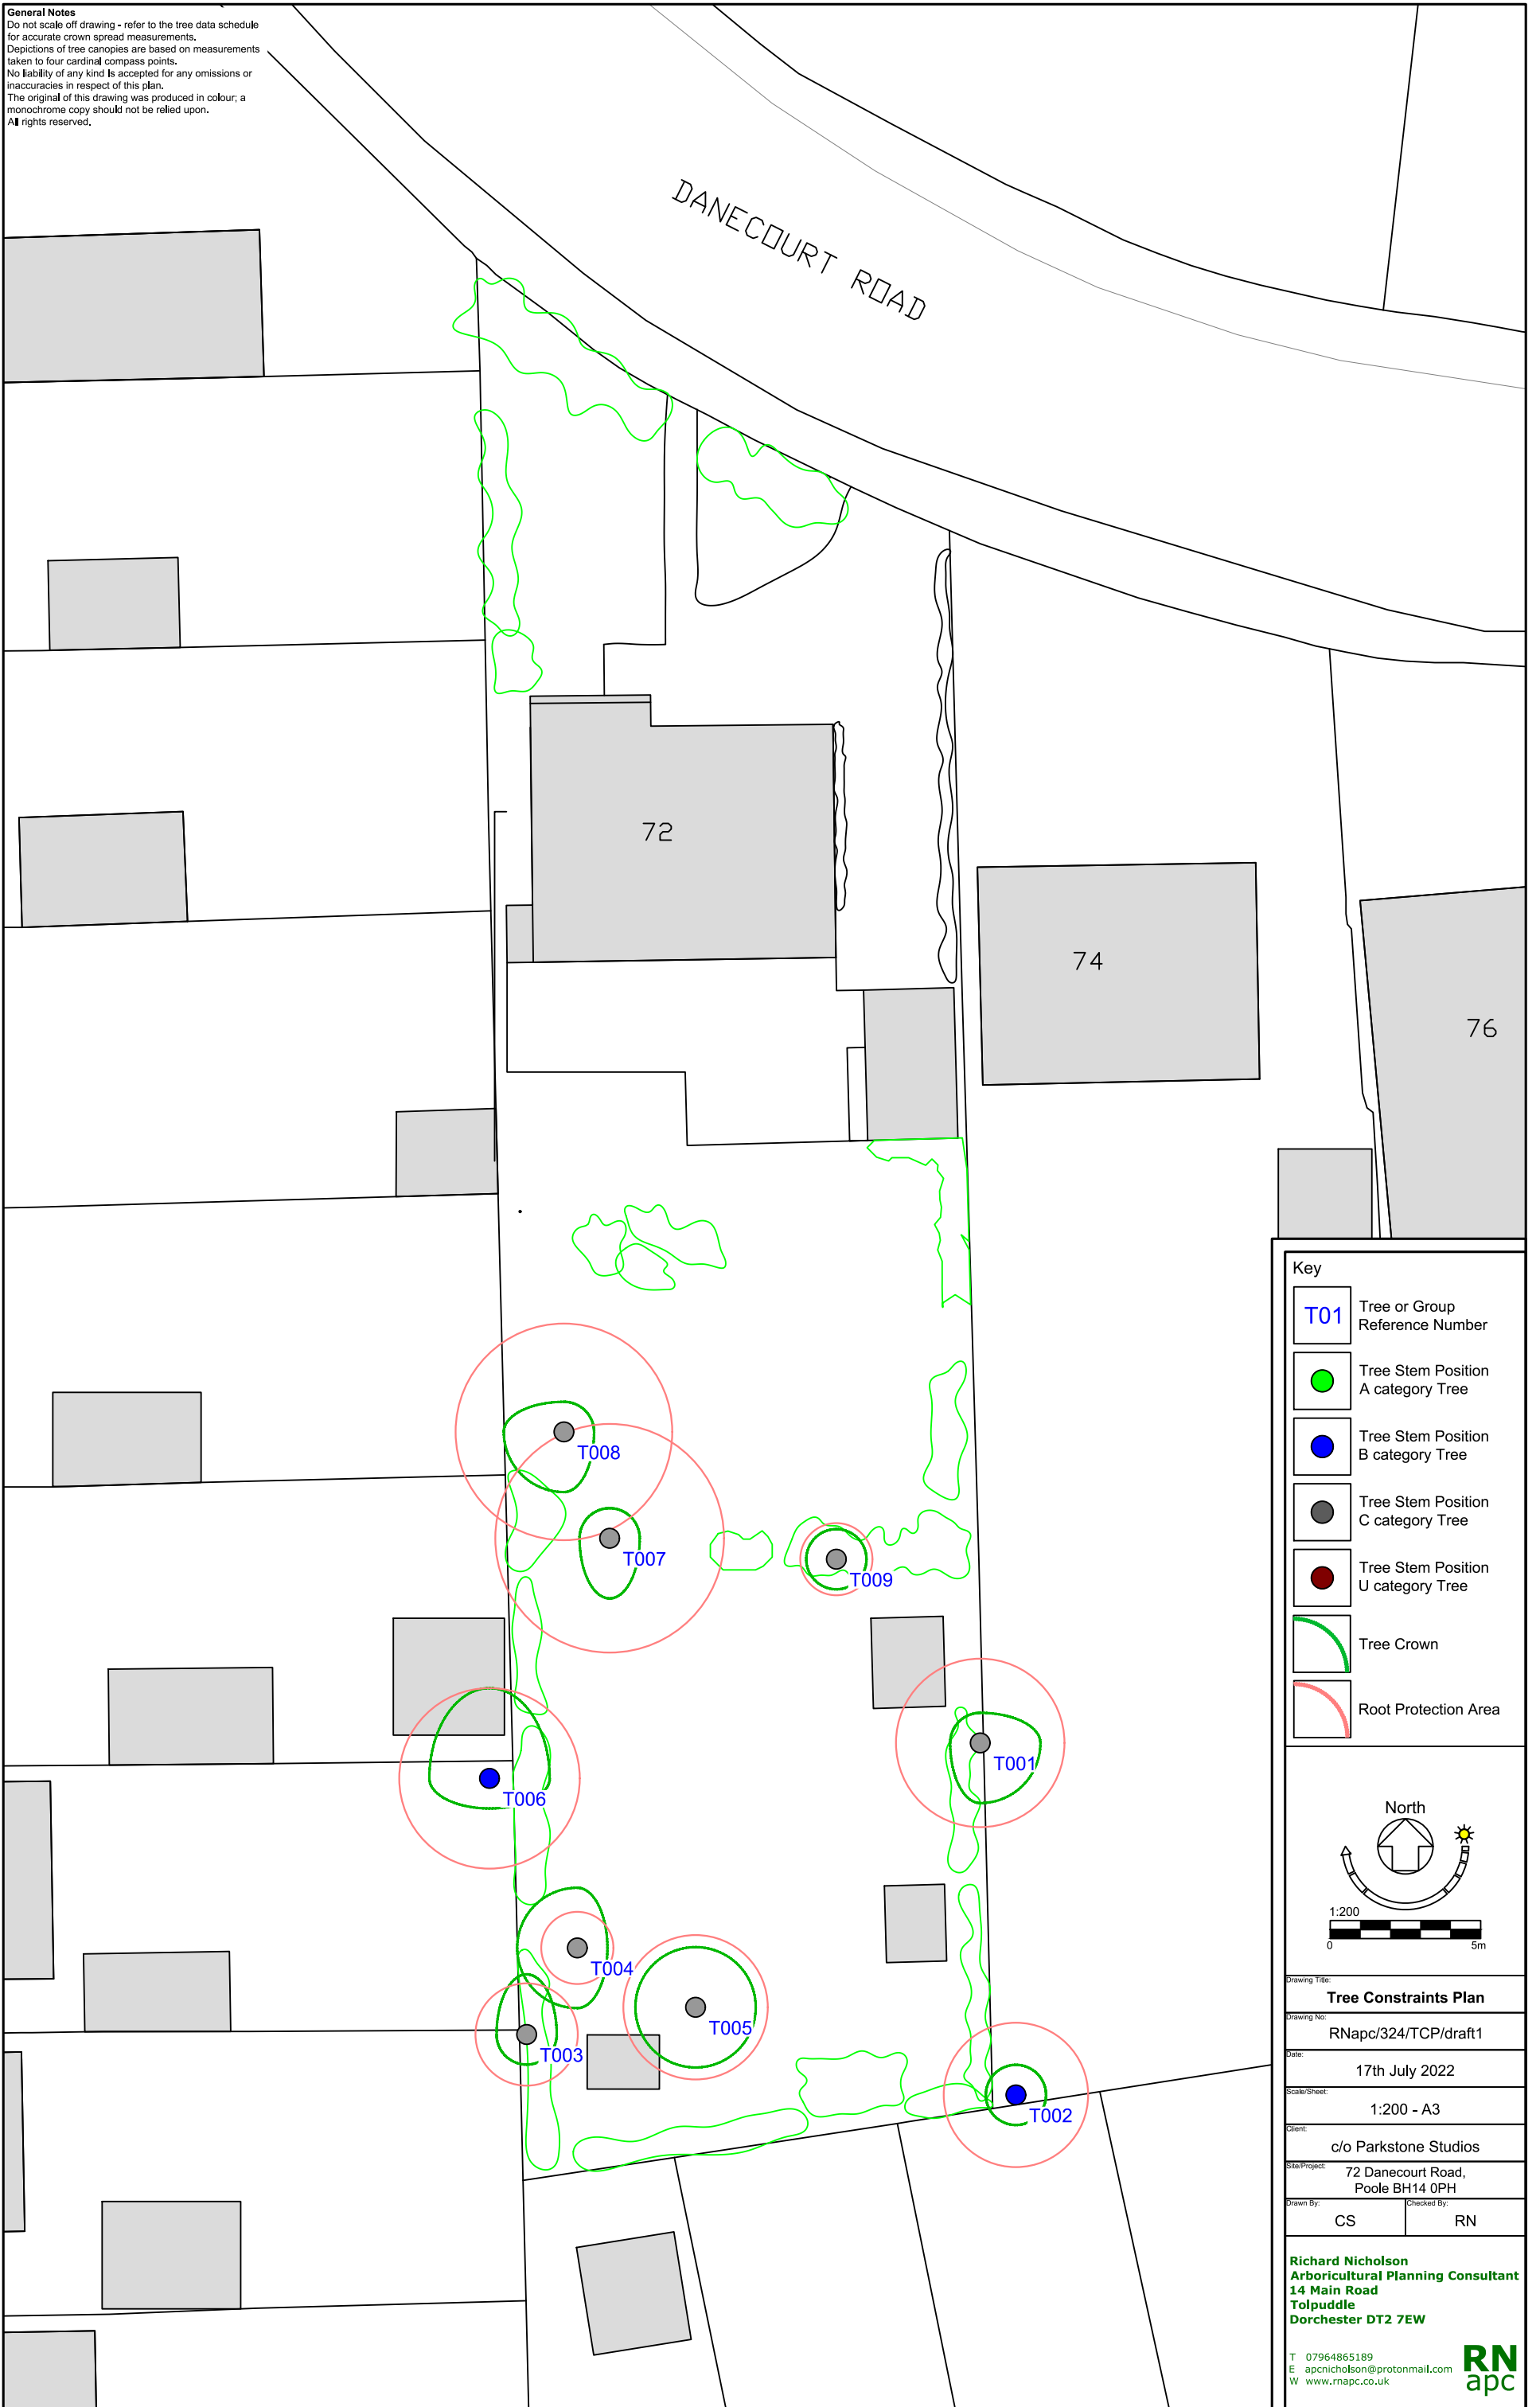 General Notes
Do not scale off drawing - refer to the tree data schedule
for accurate crown spread measurements.
Depictions of tree canopies are based on measurements
taken to four cardinal compass points.
No liability of any kind is accepted for any omissions or
inaccuracies in respect of this plan.
The original of this drawing was produced in colour; a
monochrome copy should not be relied upon.
All rights reserved.
DANECOURT ROAD
72
74
76
T008
T007
T009
T001
T006
T004
T005
T003
T002
Key
T01
Tree or Group
Reference Number
Tree Stem Position
A category Tree
Tree Stem Position
B category Tree
Tree Stem Position
C category Tree
Tree Stem Position
U category Tree
Tree Crown
Root Protection Area
North
1:200
0 5m
Drawing Title:
Tree Constraints Plan
Drawing No:
RNapc/324/TCP/draft1
Date:
17th July 2022
Scale/Sheet:
1:200 - A3
Client:
c/o Parkstone Studios
Site/Project:
72 Danecourt Road,
Poole BH14 0PH
Drawn By:
CS
Checked By:
RN
Richard Nicholson
Arboricultural Planning Consultant
14 Main Road
Tolpuddle
Dorchester DT2 7EW
T 07964865189
E apcnicholson@protonmail.com
W www.rnapc.co.uk
RN
apc